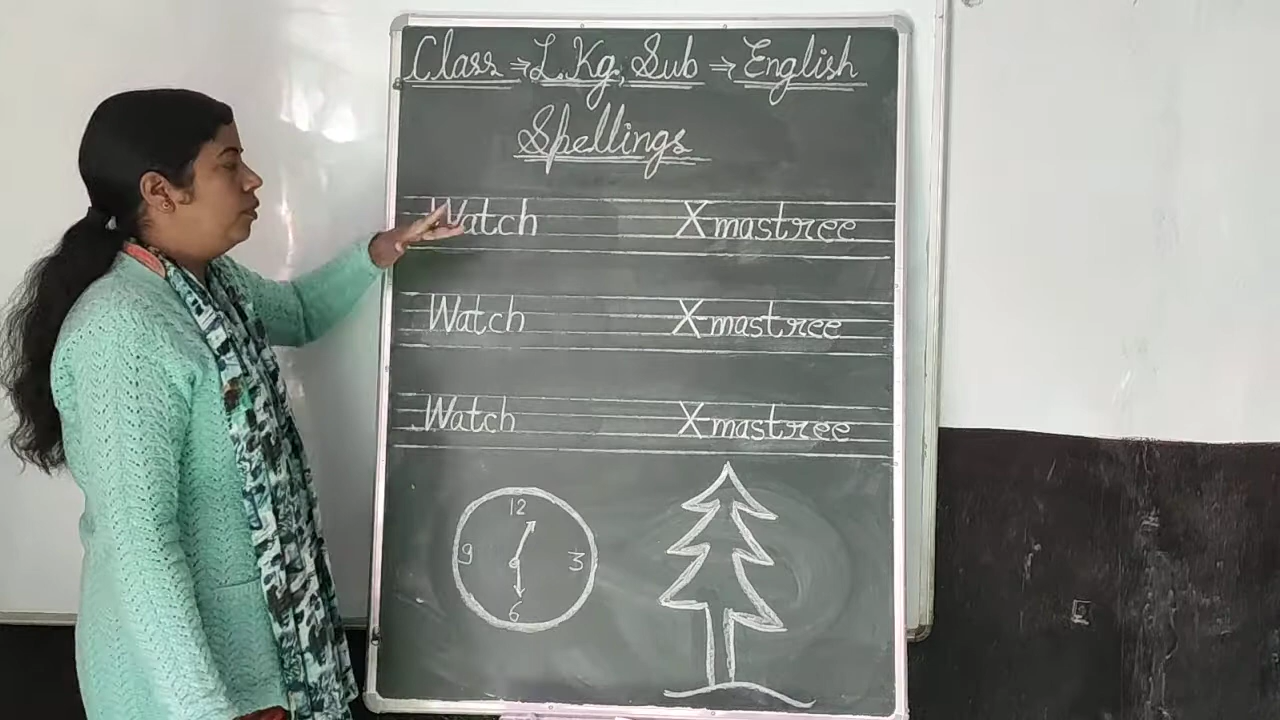 Class ⇒ L.Kg, Sub ⇒ English
Spellings
Watch Xmastree
Watch Xmastree
Watch Xmastree
12
9 3
6